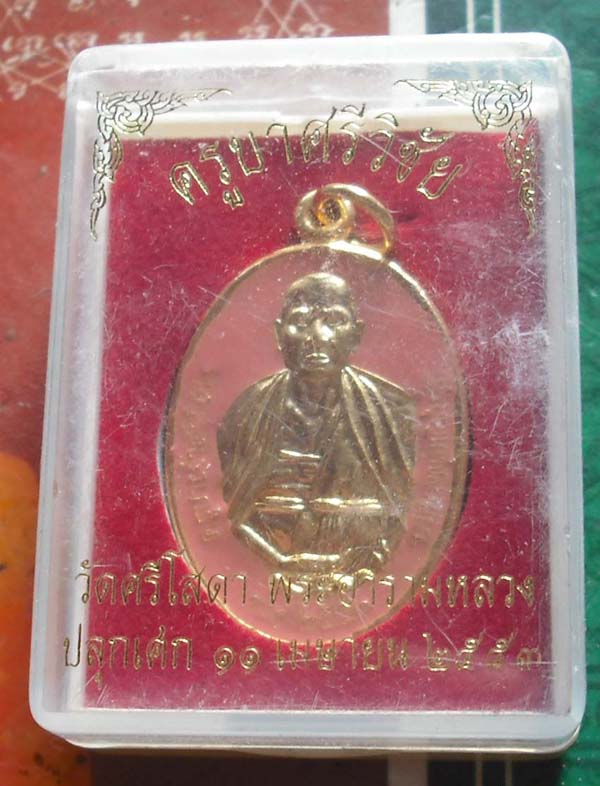 ครูบาศรีวิชัย
วัดศรีโสดา พระอารามหลวง
ปลุกเศก ๑๑ เมษายน ๒๕๕๓